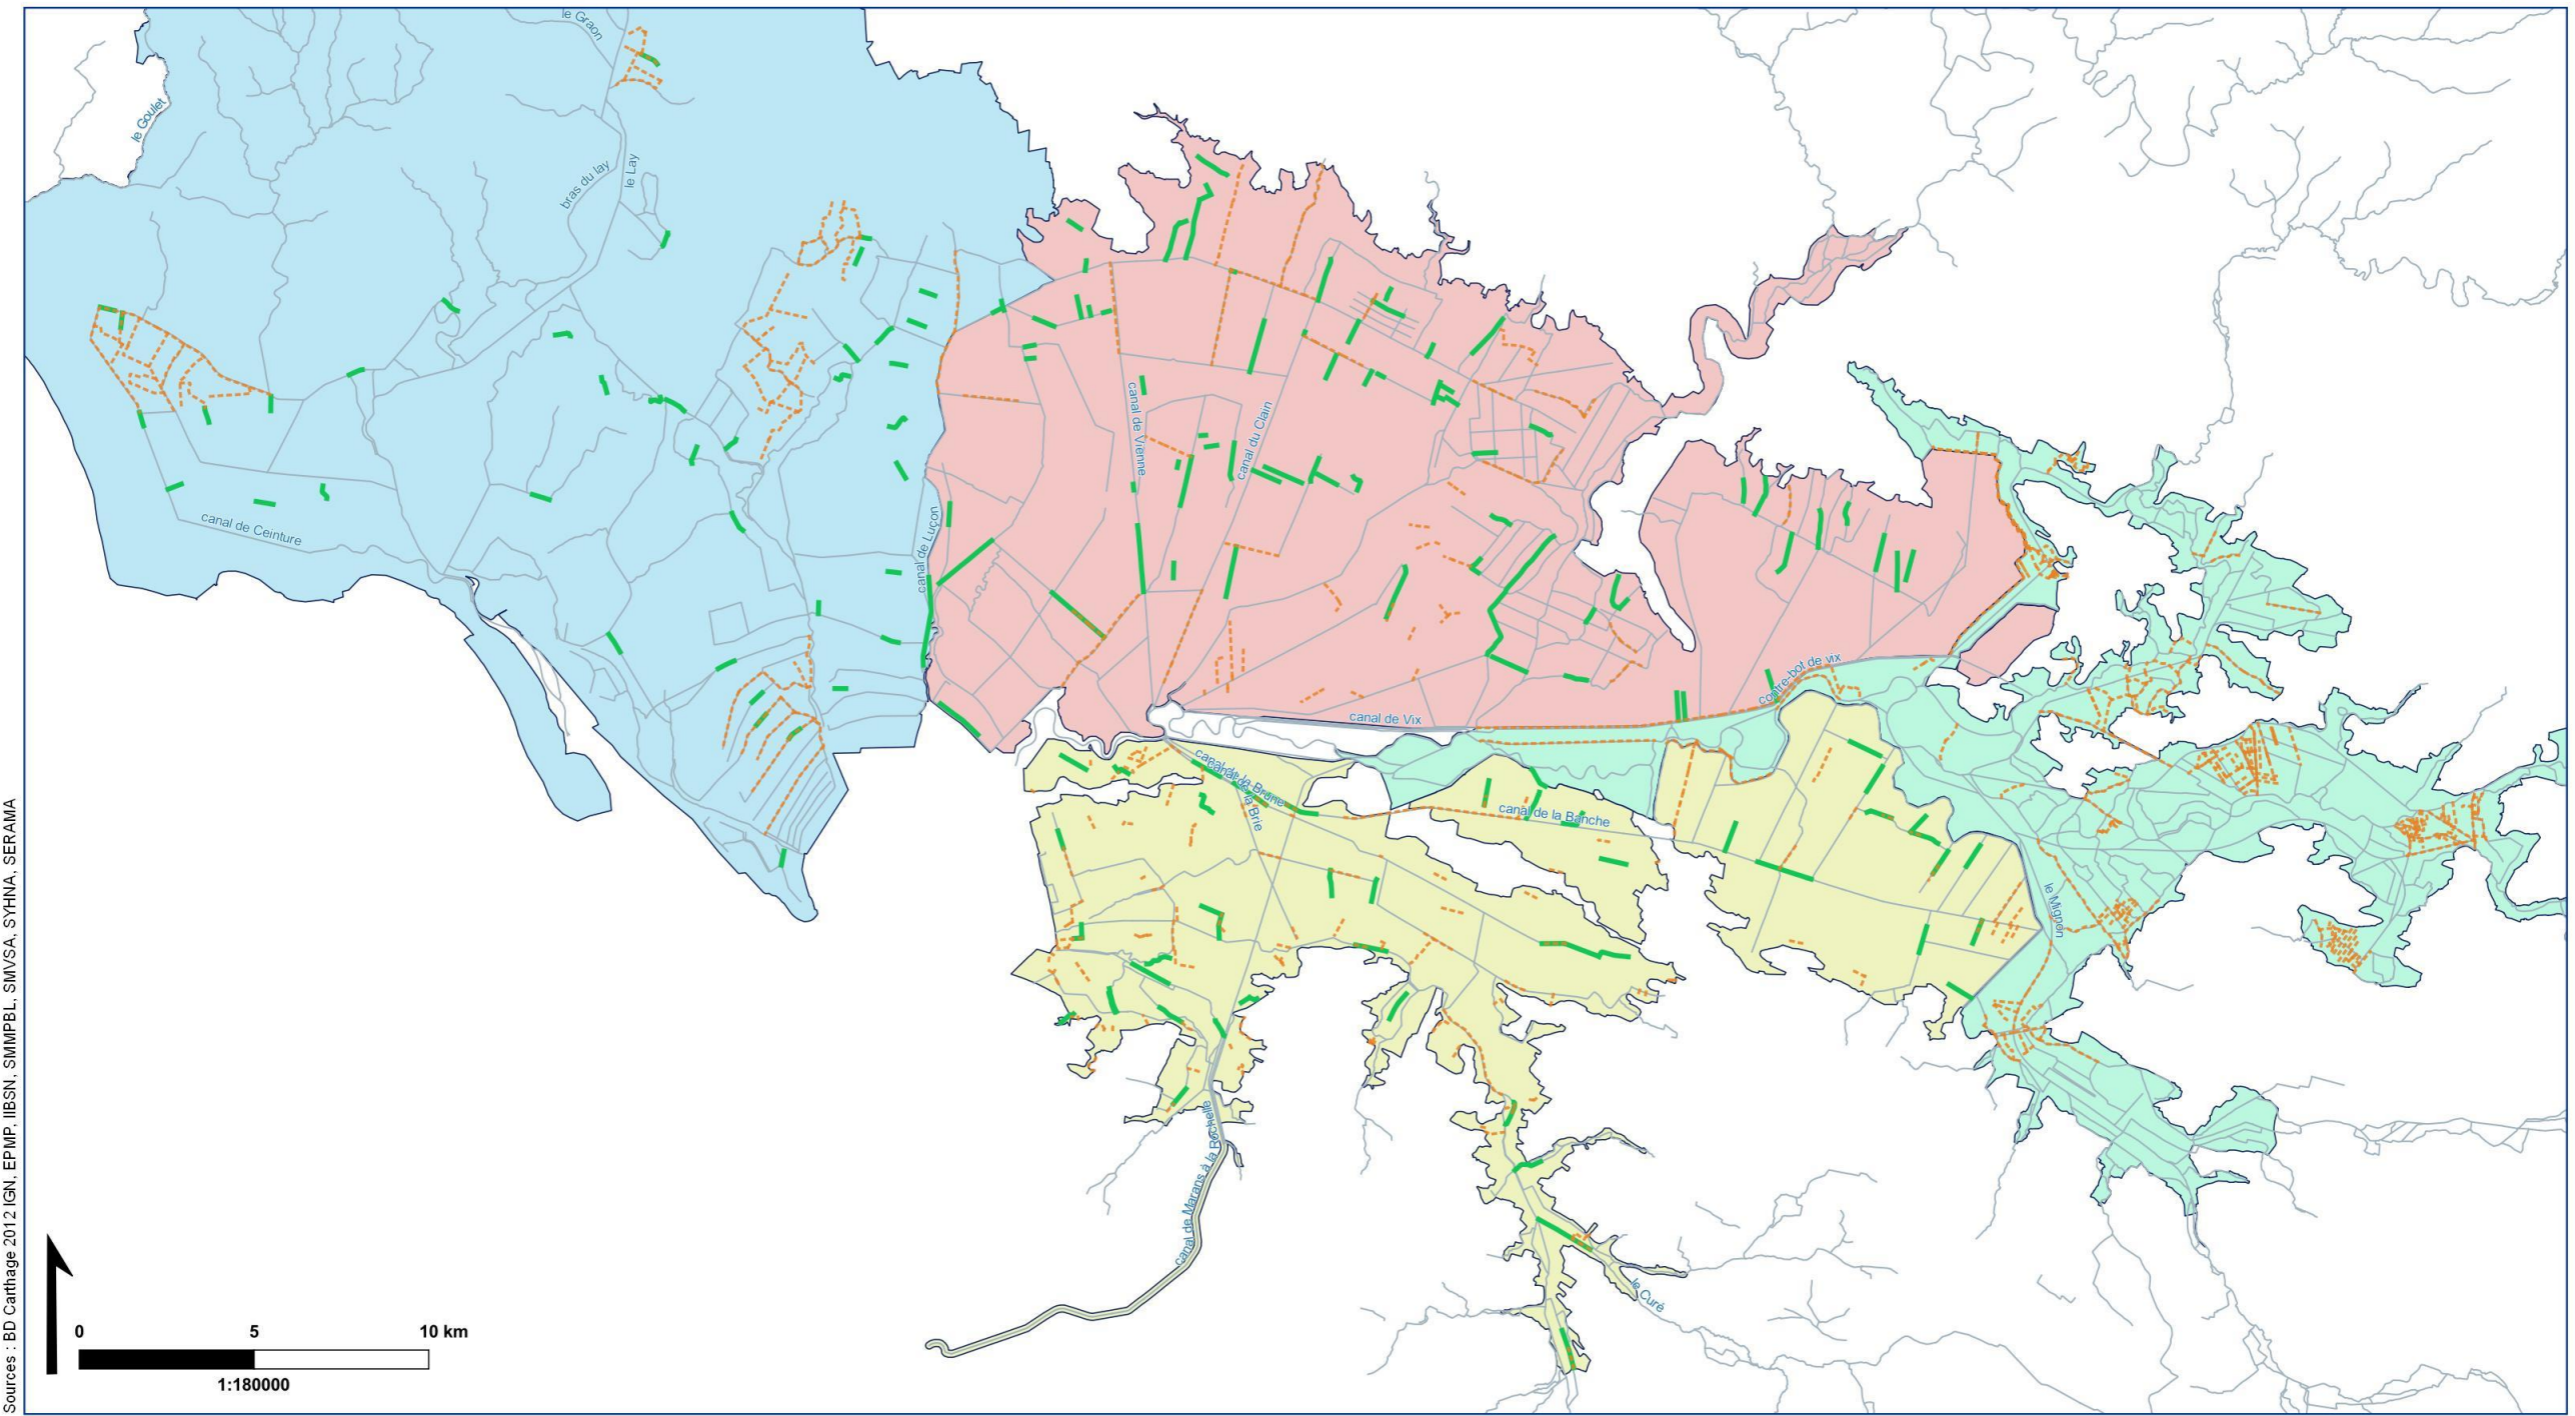 le Graon
le Goulet
bras du lay
le Lay
canal de Vienne
canal du Clain
canal de Luçon
canal de Ceinture
contre-bot de vix
canal de Vix
canal de la Brune
canal de la Brie
canal de la Banche
le Mignon
canal de Marans à la Rochelle
le Curé
0 5 10 km
1:180000
Sources : BD Carthage 2012 IGN, EPMP, IIBSN, SMMPBL, SMVSA, SYHNA, SERAMA